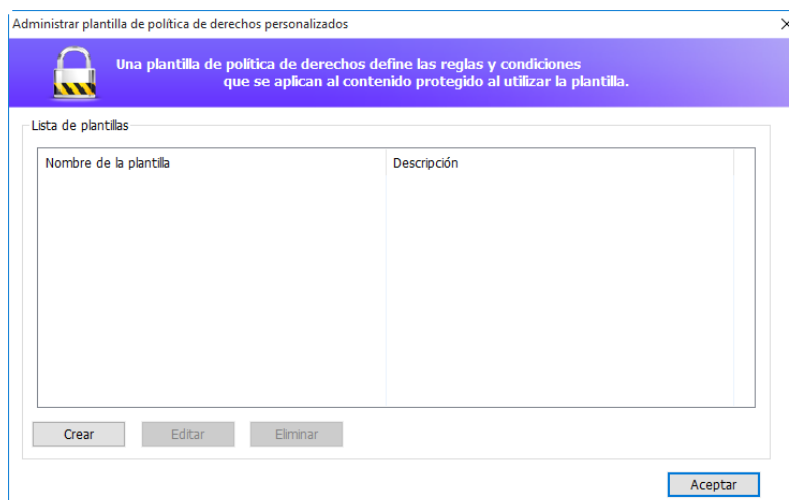 Administrar plantilla de política de derechos personalizados
Una plantilla de política de derechos define las reglas y condiciones
que se aplican al contenido protegido al utilizar la plantilla.
Lista de plantillas
Nombre de la plantilla Descripción
Crear Editar Eliminar
Aceptar